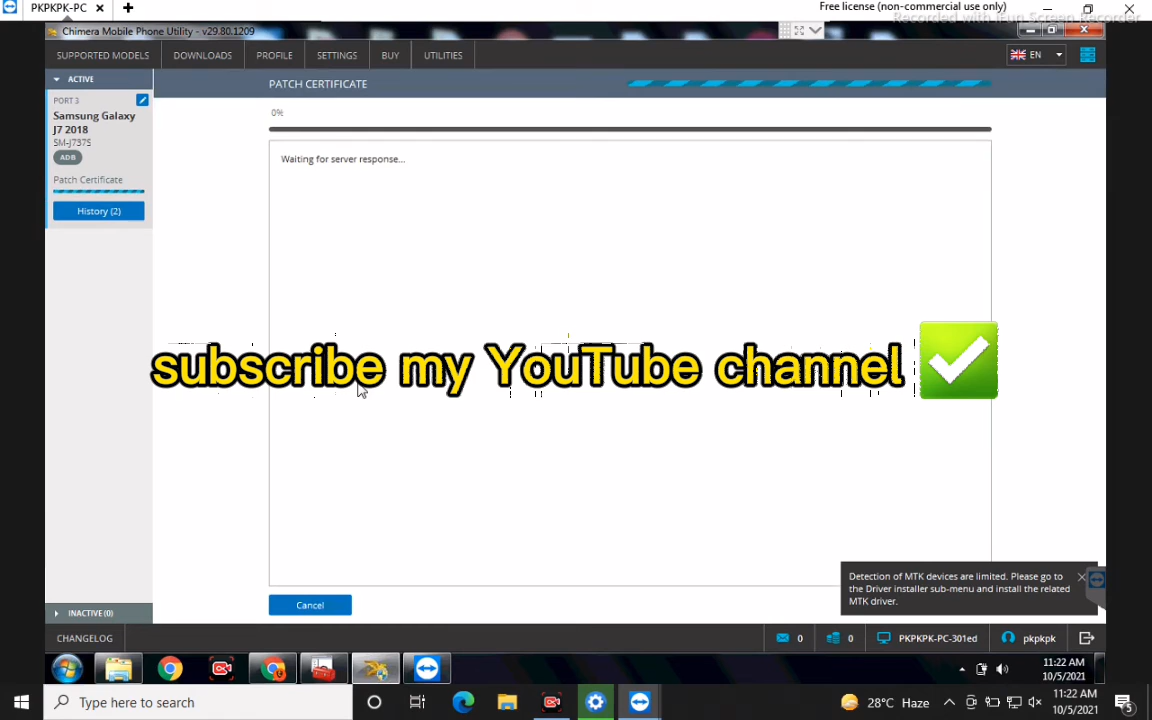 PKPKPK-PC
Free license (non-commercial use only)
Recorded with iFun Screen Recorder
Chimera Mobile Phone Utility - v29.80.1209
SUPPORTED MODELS
DOWNLOADS
PROFILE
SETTINGS
BUY
UTILITIES
EN
ACTIVE
PATCH CERTIFICATE
PORT 3
Samsung Galaxy
J7 2018
SM-J737S
ADB
Patch Certificate
History (2)
0%
Waiting for server response...
subscribe my YouTube channel
Detection of MTK devices are limited. Please go to
the Driver installer sub-menu and install the related
MTK driver.
Cancel
INACTIVE (0)
CHANGELOG
0
0
PKPKPK-PC-301ed
pkpkpk
11:22 AM
10/5/2021
Type here to search
28°C Haze
11:22 AM
10/5/2021
5